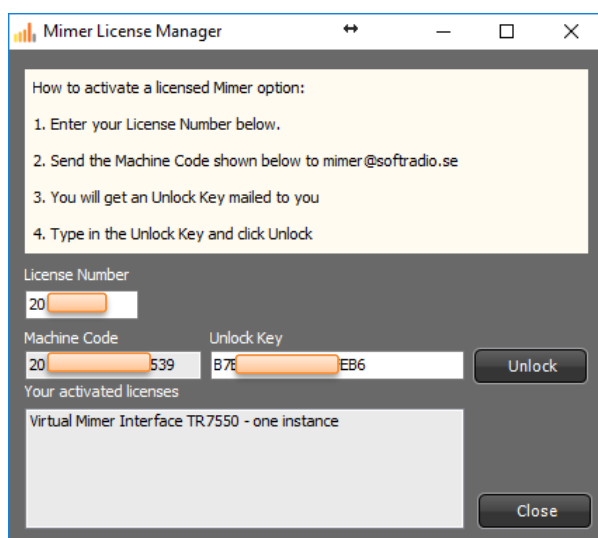 Mimer License Manager
How to activate a licensed Mimer option:
1. Enter your License Number below.
2. Send the Machine Code shown below to mimer@softradio.se
3. You will get an Unlock Key mailed to you
4. Type in the Unlock Key and click Unlock
License Number
20
Machine Code Unlock Key
20 539 B7 EB6 Unlock
Your activated licenses
Virtual Mimer Interface TR7550 - one instance
Close